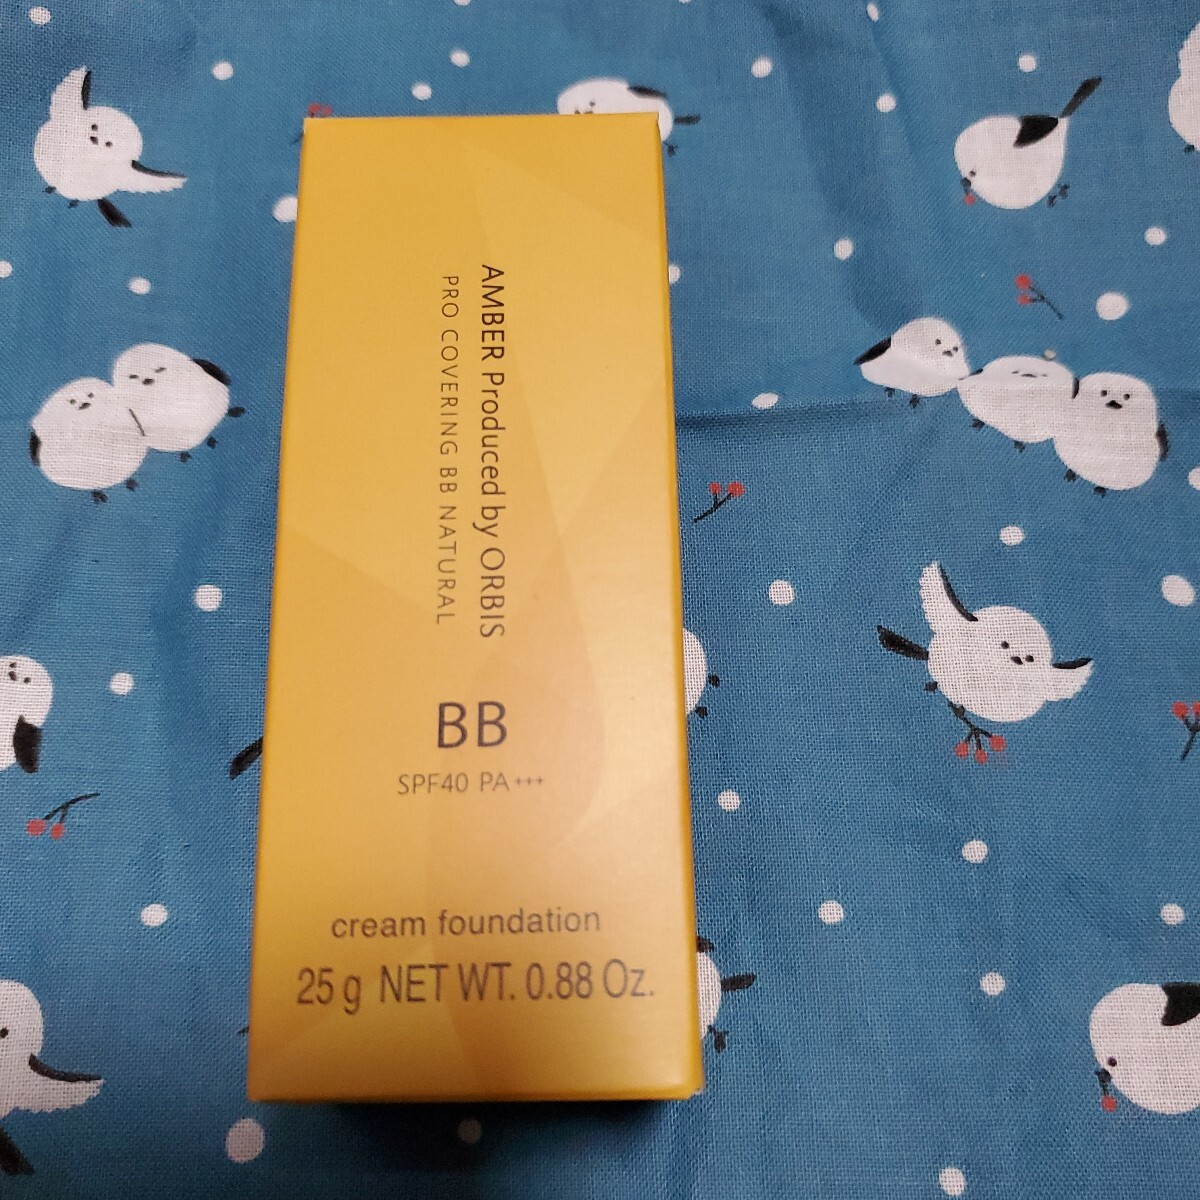 AMBER Produced by ORBIS
PRO COVERING BB NATURAL
BB
SPF40 PA+++
cream foundation
25 g NET WT. 0.88 Oz.